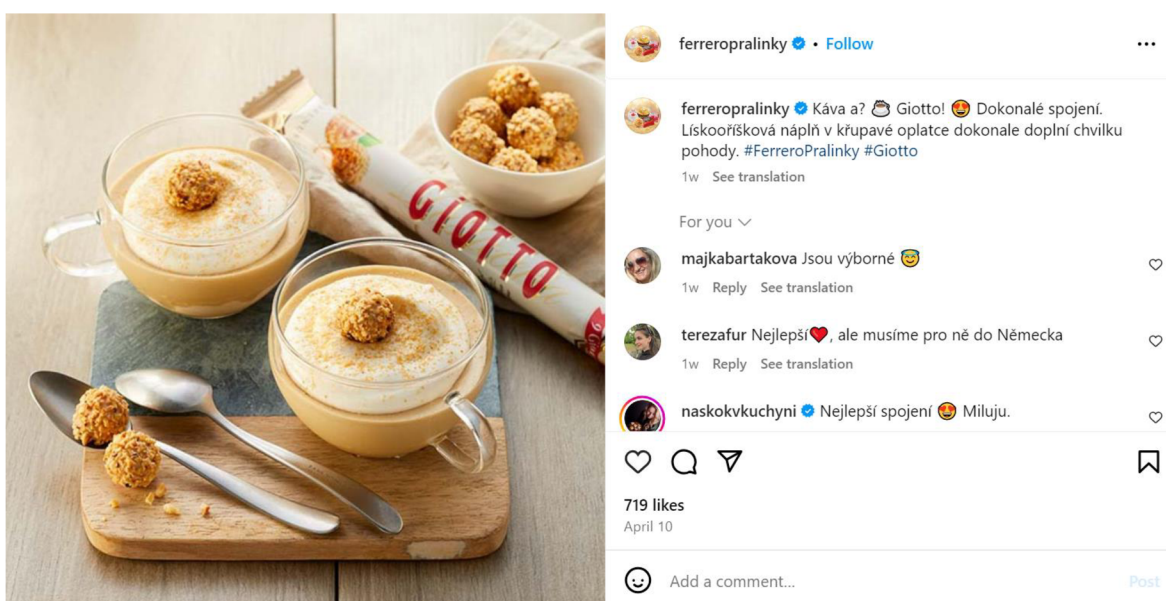 GIOTTO
ferreropralinky • Follow
ferreropralinky Káva a? ☕ Giotto! 😍 Dokonalé spojení.
Lískooříšková náplň v křupavé oplatce dokonale doplní chvilku
pohody. #FerreroPralinky #Giotto
1w See translation
For you
majkabartakova Jsou výborné 😇
1w Reply See translation
terezafur Nejlepší❤️, ale musíme pro ně do Německa
1w Reply See translation
naskokvkuchyni Nejlepší spojení 😍 Miluju.
719 likes
April 10
Add a comment...
Post